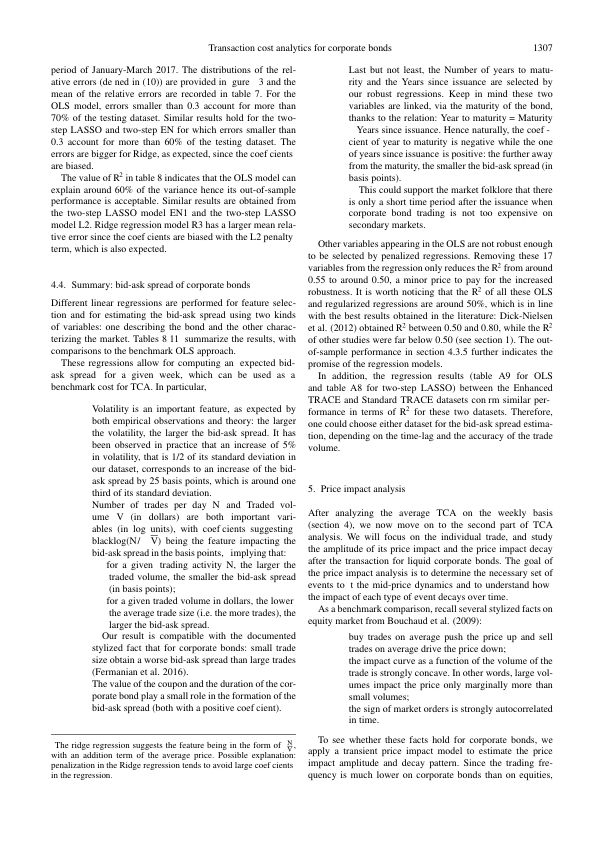 Transaction cost analytics for corporate bonds
1307
period of January-March 2017. The distributions of the rel-
ative errors (de ned in (10)) are provided in gure 3 and the
mean of the relative errors are recorded in table 7. For the
OLS model, errors smaller than 0.3 account for more than
70% of the testing dataset. Similar results hold for the two-
step LASSO and two-step EN for which errors smaller than
0.3 account for more than 60% of the testing dataset. The
errors are bigger for Ridge, as expected, since the coef cients
are biased.
The value of R² in table 8 indicates that the OLS model can
explain around 60% of the variance hence its out-of-sample
performance is acceptable. Similar results are obtained from
the two-step LASSO model EN1 and the two-step LASSO
model L2. Ridge regression model R3 has a larger mean rela-
tive error since the coef cients are biased with the L2 penalty
term, which is also expected.
4.4. Summary: bid-ask spread of corporate bonds
Different linear regressions are performed for feature selec-
tion and for estimating the bid-ask spread using two kinds
of variables: one describing the bond and the other charac-
terizing the market. Tables 8 11 summarize the results, with
comparisons to the benchmark OLS approach.
These regressions allow for computing an expected bid-
ask spread for a given week, which can be used as a
benchmark cost for TCA. In particular,
Volatility is an important feature, as expected by
both empirical observations and theory: the larger
the volatility, the larger the bid-ask spread. It has
been observed in practice that an increase of 5%
in volatility, that is 1/2 of its standard deviation in
our dataset, corresponds to an increase of the bid-
ask spread by 25 basis points, which is around one
third of its standard deviation.
Number of trades per day N and Traded vol-
ume V (in dollars) are both important vari-
ables (in log units), with coef cients suggesting
blacklog(N/ V̅) being the feature impacting the
bid-ask spread in the basis points, implying that:
for a given trading activity N, the larger the
traded volume, the smaller the bid-ask spread
(in basis points);
for a given traded volume in dollars, the lower
the average trade size (i.e. the more trades), the
larger the bid-ask spread.
Our result is compatible with the documented
stylized fact that for corporate bonds: small trade
size obtain a worse bid-ask spread than large trades
(Fermanian et al. 2016).
The value of the coupon and the duration of the cor-
porate bond play a small role in the formation of the
bid-ask spread (both with a positive coef cient).
The ridge regression suggests the feature being in the form of N/V,
with an addition term of the average price. Possible explanation:
penalization in the Ridge regression tends to avoid large coef cients
in the regression.
Last but not least, the Number of years to matu-
rity and the Years since issuance are selected by
our robust regressions. Keep in mind these two
variables are linked, via the maturity of the bond,
thanks to the relation: Year to maturity = Maturity
Years since issuance. Hence naturally, the coef -
cient of year to maturity is negative while the one
of years since issuance is positive: the further away
from the maturity, the smaller the bid-ask spread (in
basis points).
This could support the market folklore that there
is only a short time period after the issuance when
corporate bond trading is not too expensive on
secondary markets.
Other variables appearing in the OLS are not robust enough
to be selected by penalized regressions. Removing these 17
variables from the regression only reduces the R² from around
0.55 to around 0.50, a minor price to pay for the increased
robustness. It is worth noticing that the R² of all these OLS
and regularized regressions are around 50%, which is in line
with the best results obtained in the literature: Dick-Nielsen
et al. (2012) obtained R² between 0.50 and 0.80, while the R²
of other studies were far below 0.50 (see section 1). The out-
of-sample performance in section 4.3.5 further indicates the
promise of the regression models.
In addition, the regression results (table A9 for OLS
and table A8 for two-step LASSO) between the Enhanced
TRACE and Standard TRACE datasets con rm similar per-
formance in terms of R² for these two datasets. Therefore,
one could choose either dataset for the bid-ask spread estima-
tion, depending on the time-lag and the accuracy of the trade
volume.
5. Price impact analysis
After analyzing the average TCA on the weekly basis
(section 4), we now move on to the second part of TCA
analysis. We will focus on the individual trade, and study
the amplitude of its price impact and the price impact decay
after the transaction for liquid corporate bonds. The goal of
the price impact analysis is to determine the necessary set of
events to t the mid-price dynamics and to understand how
the impact of each type of event decays over time.
As a benchmark comparison, recall several stylized facts on
equity market from Bouchaud et al. (2009):
buy trades on average push the price up and sell
trades on average drive the price down;
the impact curve as a function of the volume of the
trade is strongly concave. In other words, large vol-
umes impact the price only marginally more than
small volumes;
the sign of market orders is strongly autocorrelated
in time.
To see whether these facts hold for corporate bonds, we
apply a transient price impact model to estimate the price
impact amplitude and decay pattern. Since the trading fre-
quency is much lower on corporate bonds than on equities,